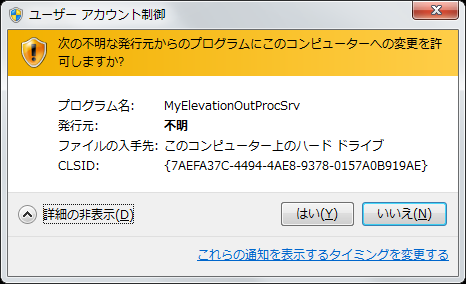 ユーザー アカウント制御
次の不明な発行元からのプログラムにこのコンピューターへの変更を許
可しますか?
プログラム名: MyElevationOutProcSrv
発行元: 不明
ファイルの入手先: このコンピューター上のハード ドライブ
CLSID: {7AEFA37C-4494-4AE8-9378-0157A0B919AE}
詳細の非表示(D) はい(Y) いいえ(N)
これらの通知を表示するタイミングを変更する